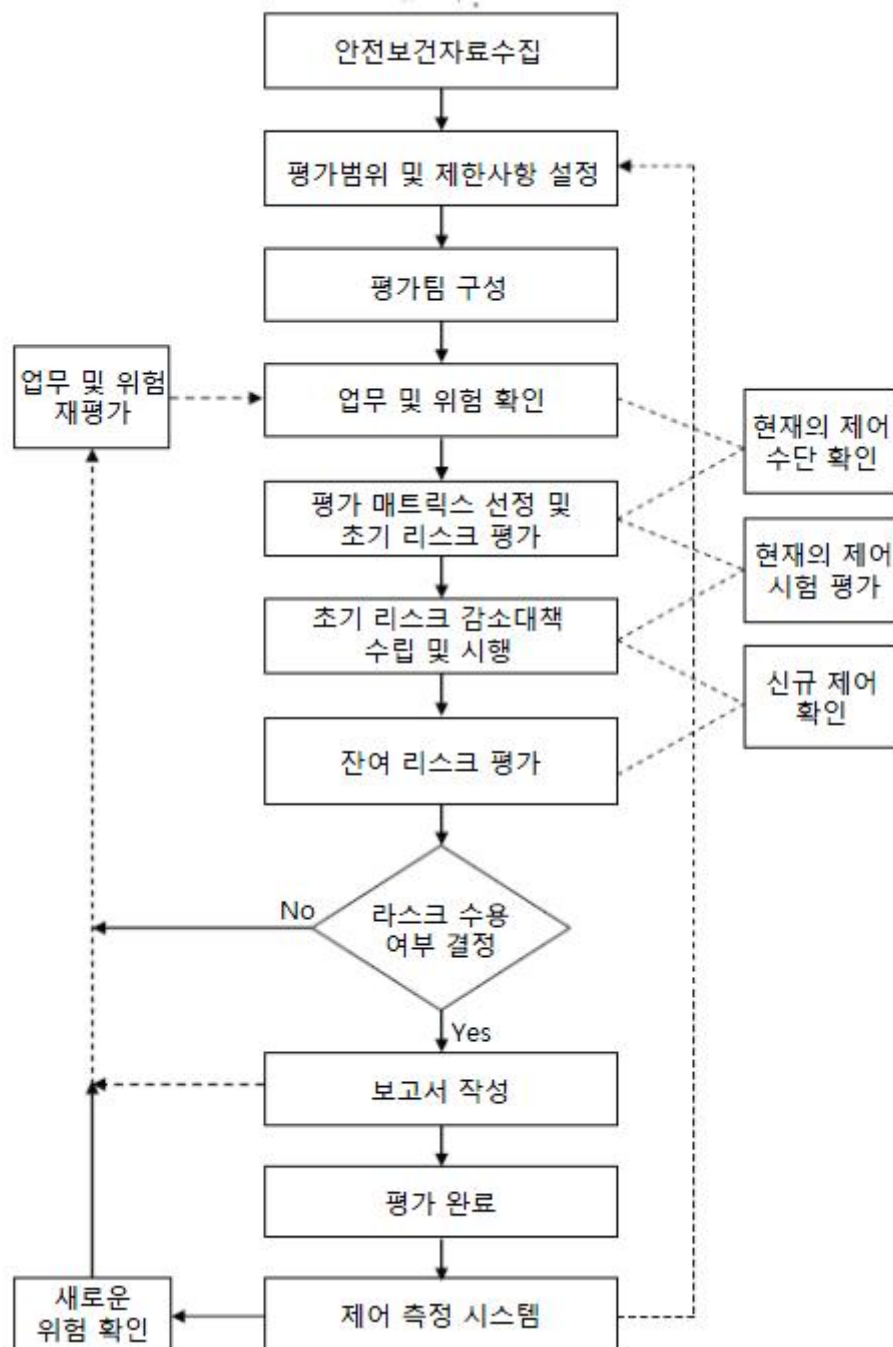 안전보건자료수집
평가범위 및 제한사항 설정
평가팀 구성
업무 및 위험
재평가
업무 및 위험 확인
현재의 제어
수단 확인
평가 매트릭스 선정 및
초기 리스크 평가
현재의 제어
시험 평가
초기 리스크 감소대책
수립 및 시행
신규 제어
확인
잔여 리스크 평가
No
라스크 수용
여부 결정
Yes
보고서 작성
평가 완료
새로운
위험 확인
제어 측정 시스템